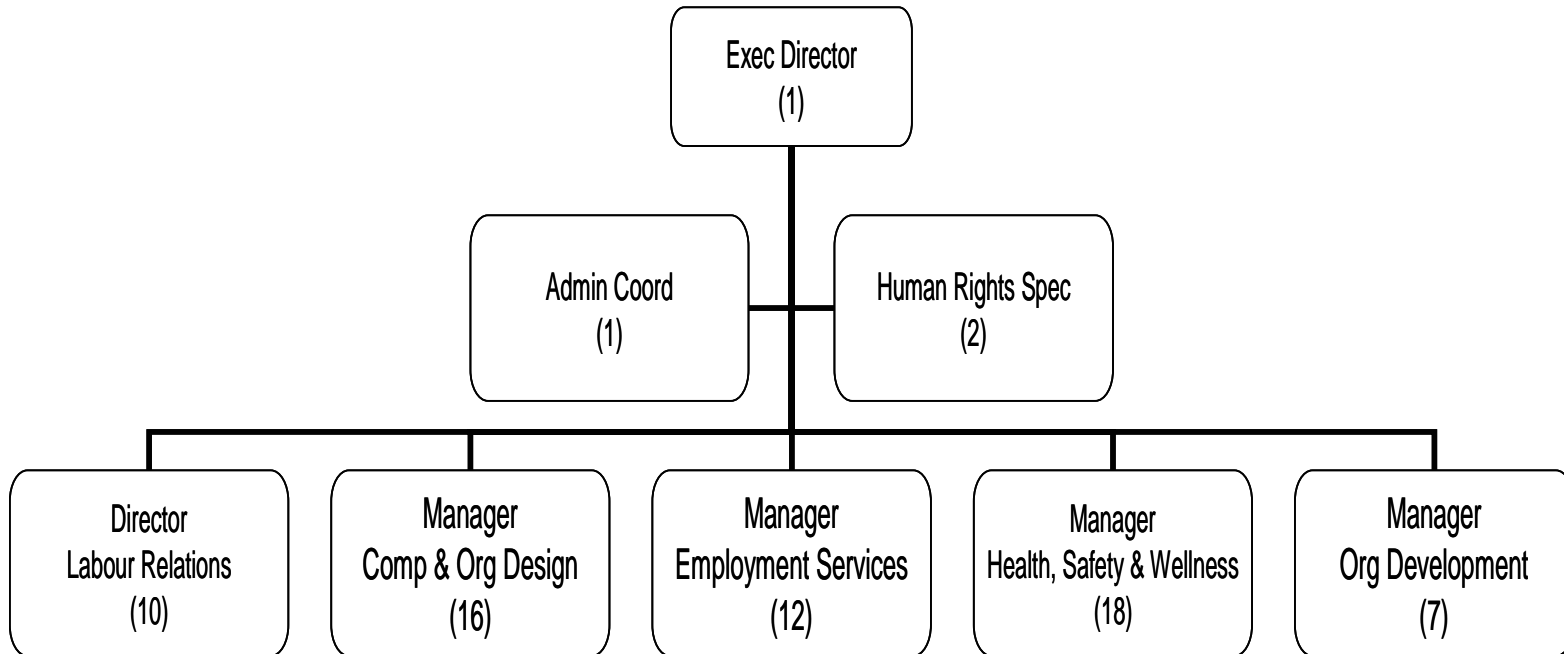 Exec Director
(1)
Admin Coord
(1)
Human Rights Spec
(2)
Director
Labour Relations
(10)
Manager
Comp & Org Design
(16)
Manager
Employment Services
(12)
Manager
Health, Safety & Wellness
(18)
Manager
Org Development
(7)